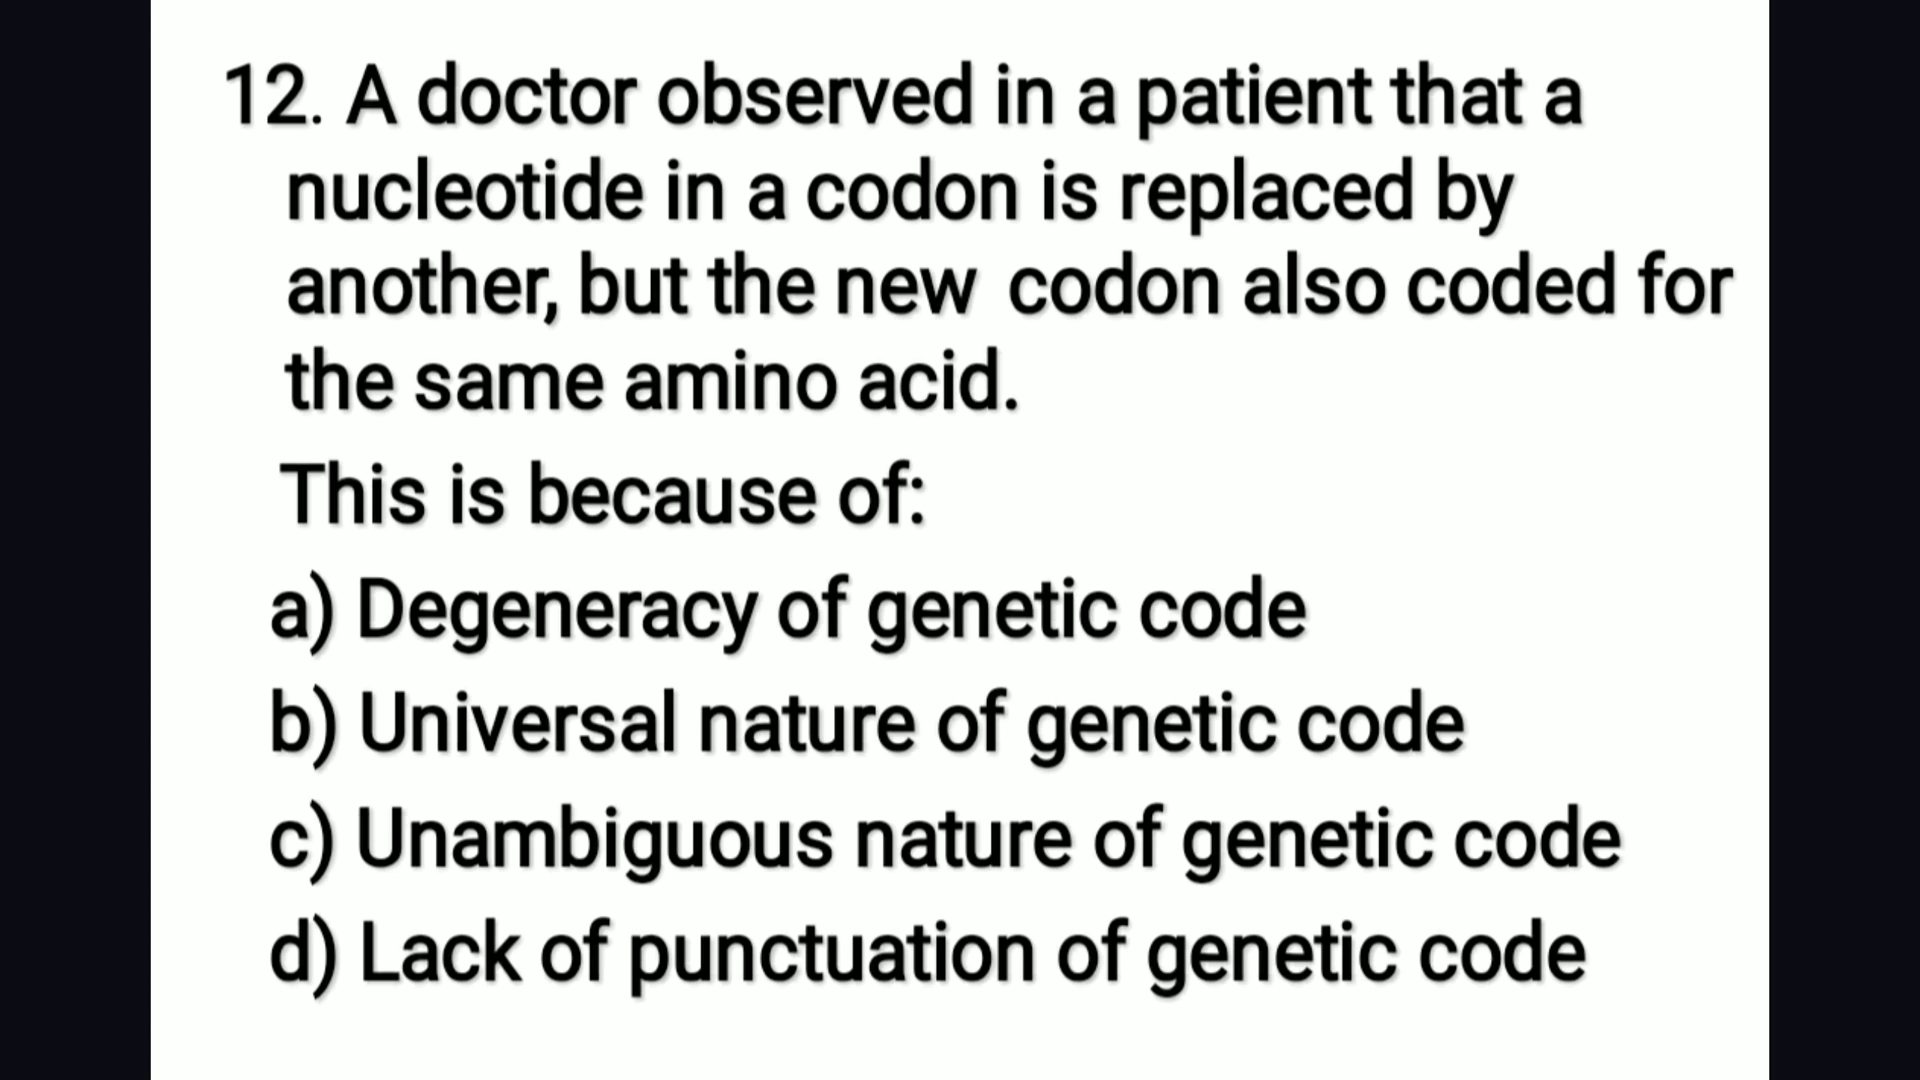 12. A doctor observed in a patient that a
nucleotide in a codon is replaced by
another, but the new codon also coded for
the same amino acid.
This is because of:
a) Degeneracy of genetic code
b) Universal nature of genetic code
c) Unambiguous nature of genetic code
d) Lack of punctuation of genetic code